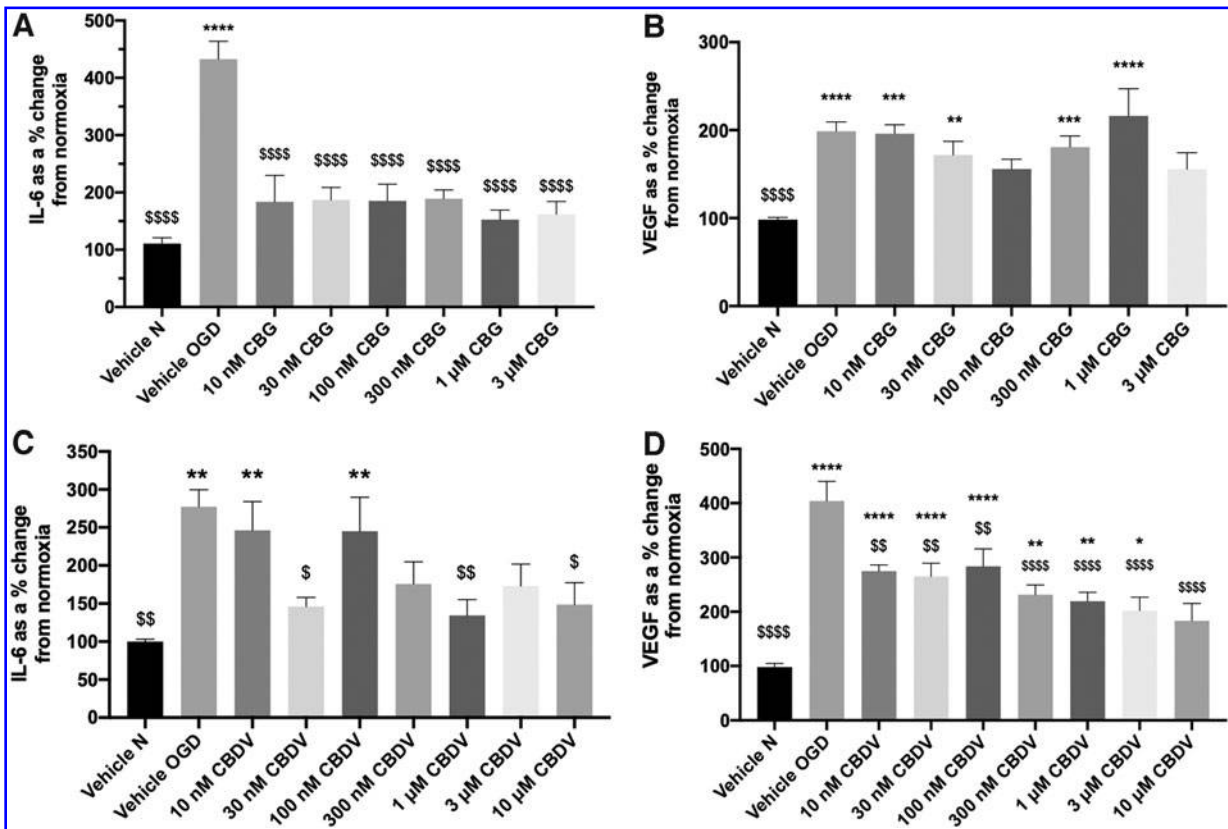 A
IL-6 as a % change
from normoxia
500
400
300
200
100
0
$$$$
****
$$$$
$$$$
$$$$
$$$$
$$$$
$$$$
Vehicle N
Vehicle OGD
10 nM CBG
30 nM CBG
100 nM CBG
300 nM CBG
1 µM CBG
3 µM CBG
B
VEGF as a % change
from normoxia
300
200
100
0
$$$$
****
***
**
***
****
Vehicle N
Vehicle OGD
10 nM CBG
30 nM CBG
100 nM CBG
300 nM CBG
1 µM CBG
3 µM CBG
C
IL-6 as a % change
from normoxia
350
300
250
200
150
100
50
0
$$
**
**
$
**
$$
$
Vehicle N
Vehicle OGD
10 nM CBDV
30 nM CBDV
100 nM CBDV
300 nM CBDV
1 µM CBDV
3 µM CBDV
10 µM CBDV
D
VEGF as a % change
from normoxia
500
400
300
200
100
0
$$$$
****
****
$$
****
$$
****
$$
**
$$$$
**
$$$$
*
$$$$
$$$$
Vehicle N
Vehicle OGD
10 nM CBDV
30 nM CBDV
100 nM CBDV
300 nM CBDV
1 µM CBDV
3 µM CBDV
10 µM CBDV